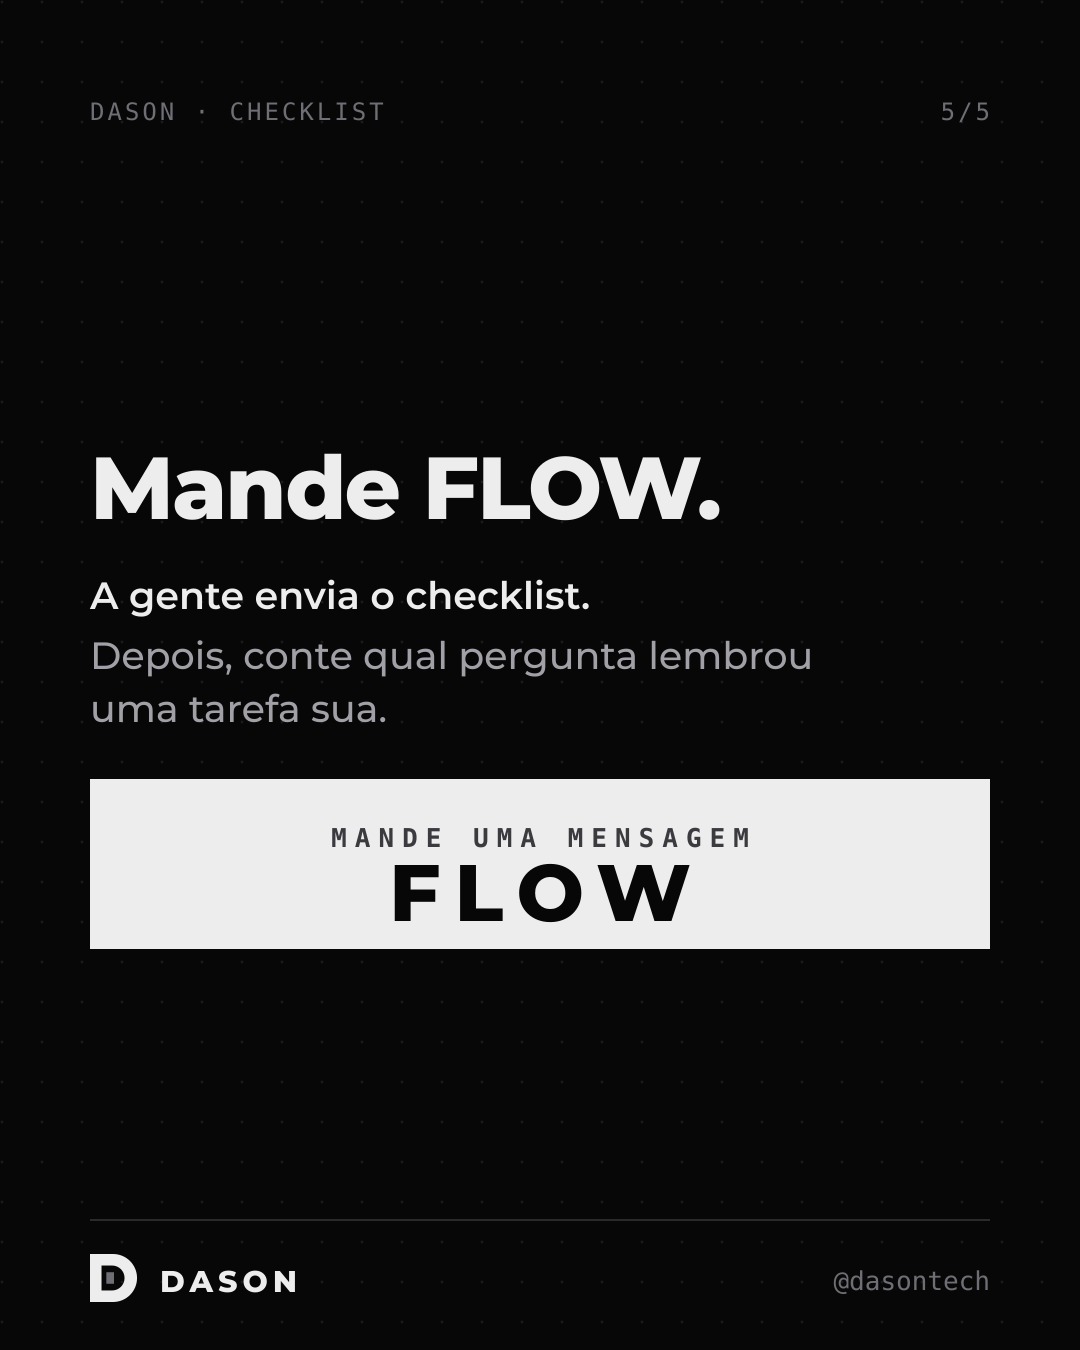 DASON · CHECKLIST
5/5
Mande FLOW.
A gente envia o checklist.
Depois, conte qual pergunta lembrou
uma tarefa sua.
MANDE UMA MENSAGEM
FLOW
D DASON
@dasontech